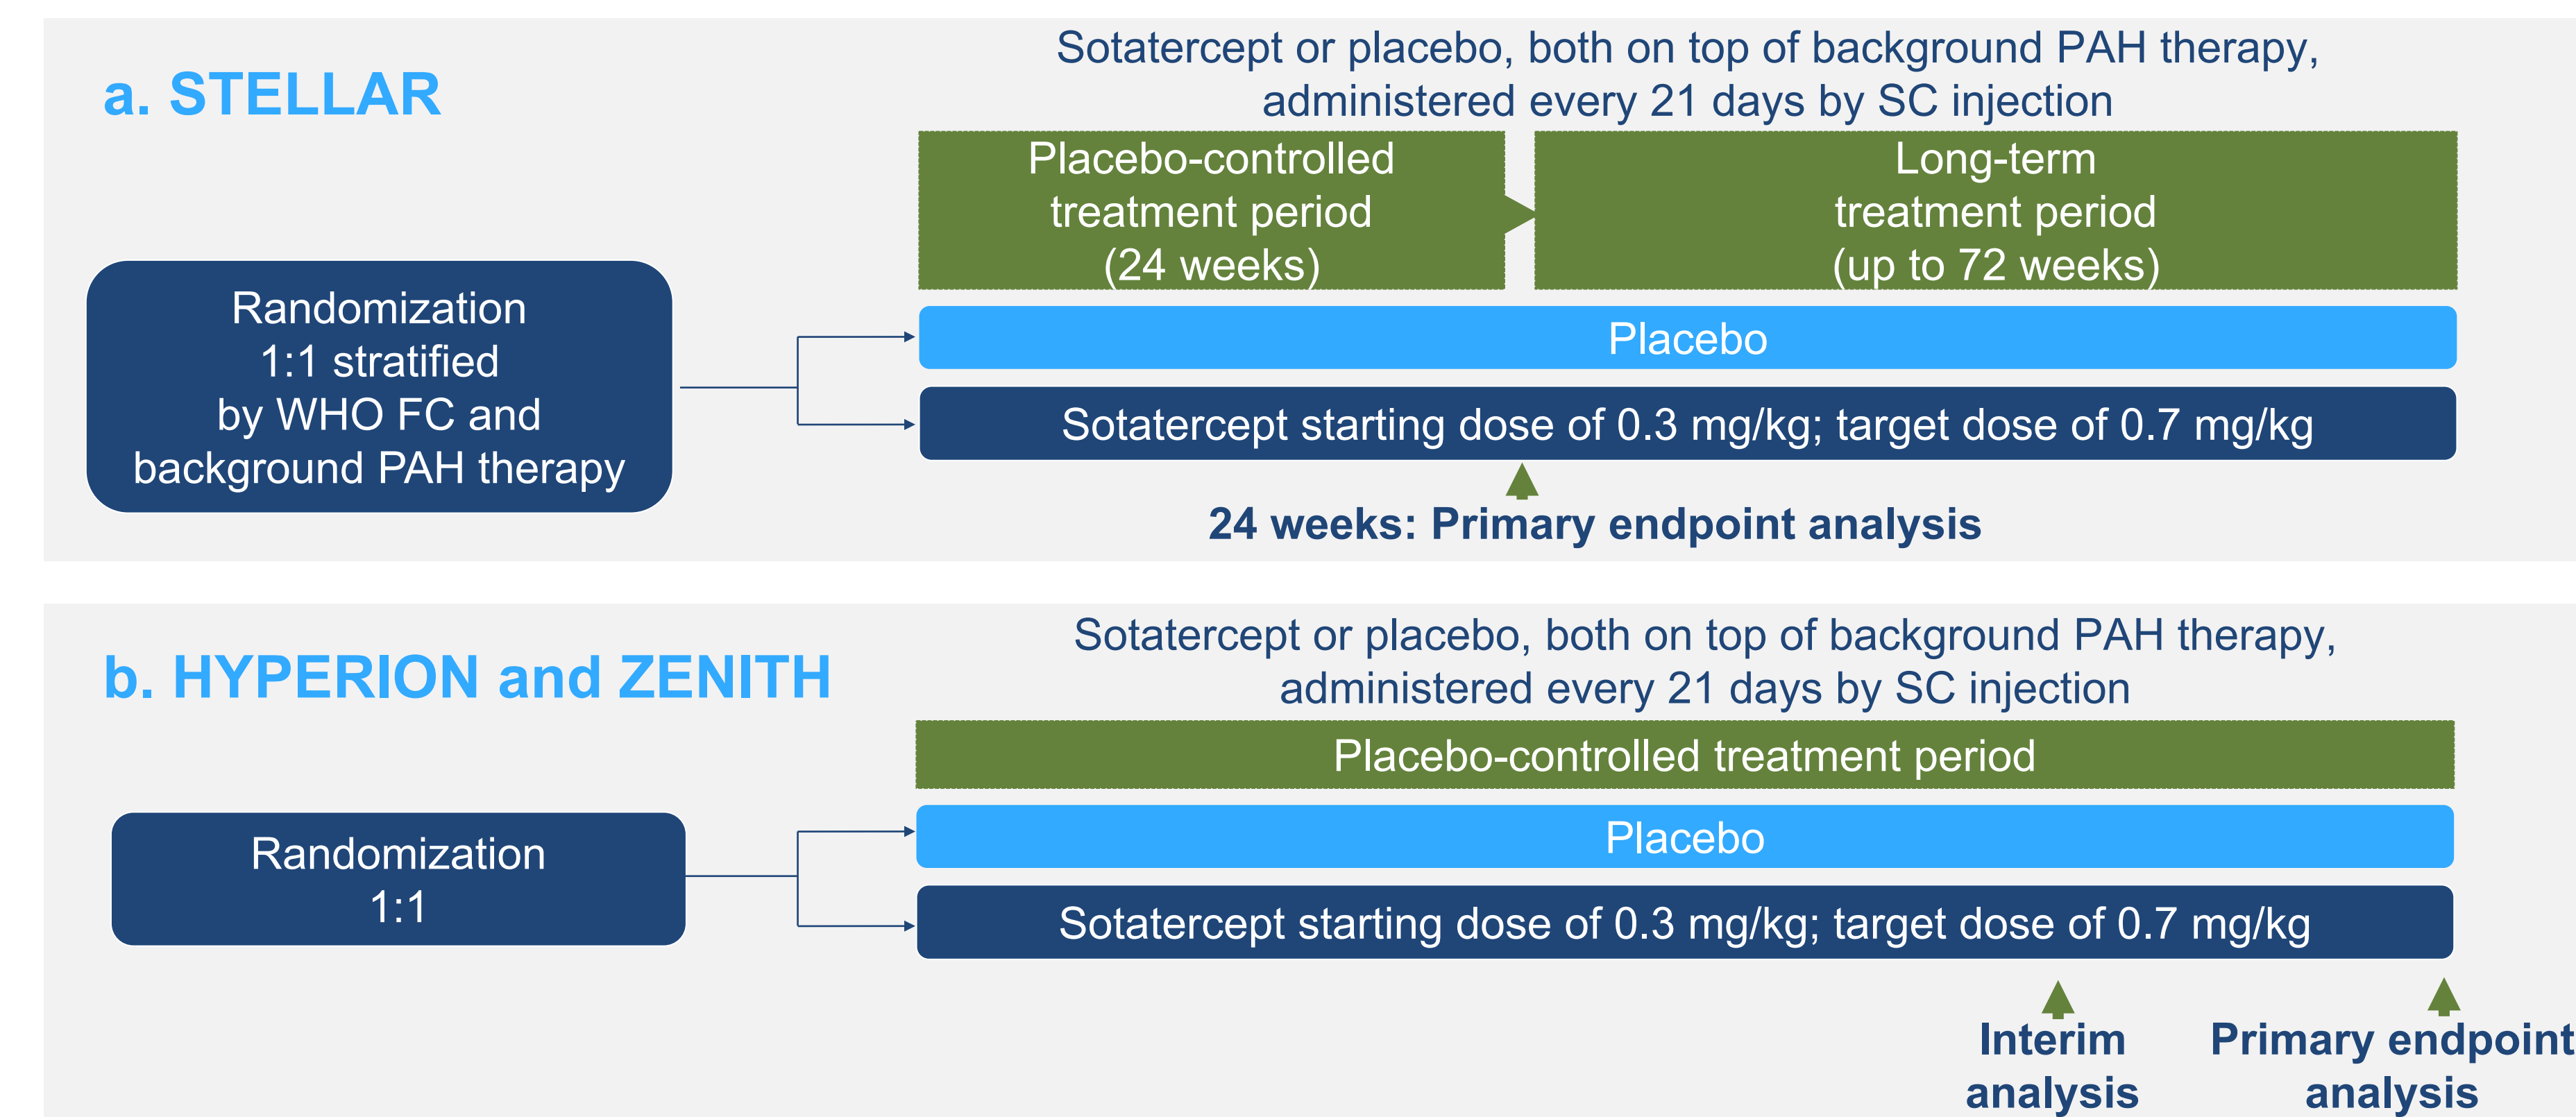 a. STELLAR
Sotatercept or placebo, both on top of background PAH therapy,
administered every 21 days by SC injection
Placebo-controlled
treatment period
(24 weeks)
Long-term
treatment period
(up to 72 weeks)
Randomization
1:1 stratified
by WHO FC and
background PAH therapy
Placebo
Sotatercept starting dose of 0.3 mg/kg; target dose of 0.7 mg/kg
24 weeks: Primary endpoint analysis
b. HYPERION and ZENITH
Sotatercept or placebo, both on top of background PAH therapy,
administered every 21 days by SC injection
Placebo-controlled treatment period
Randomization
1:1
Placebo
Sotatercept starting dose of 0.3 mg/kg; target dose of 0.7 mg/kg
Interim
analysis
Primary endpoint
analysis